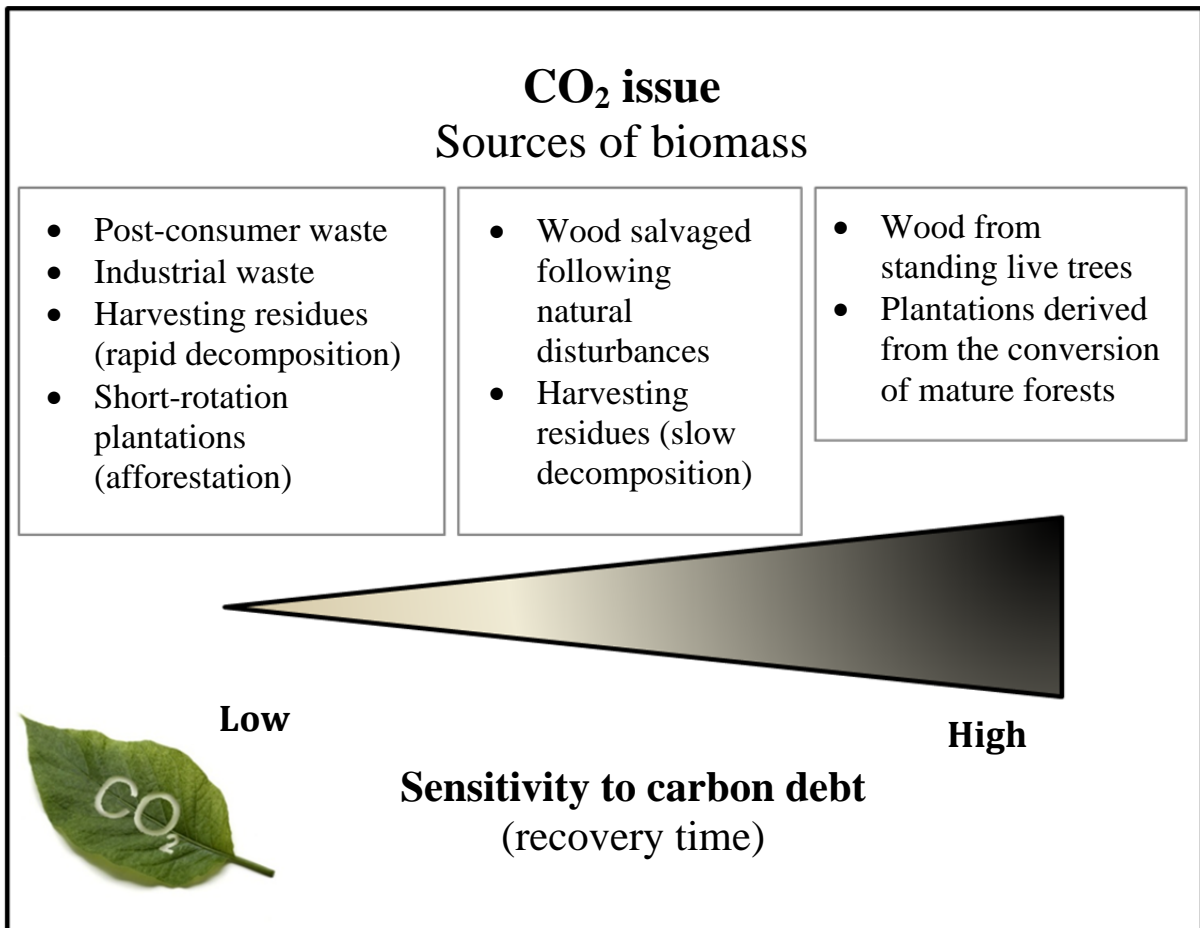 CO₂ issue
Sources of biomass
• Post-consumer waste
• Industrial waste
• Harvesting residues
(rapid decomposition)
• Short-rotation
plantations
(afforestation)
• Wood salvaged
following
natural
disturbances
• Harvesting
residues (slow
decomposition)
• Wood from
standing live trees
• Plantations derived
from the conversion
of mature forests
Low
High
Sensitivity to carbon debt
(recovery time)
CO₂